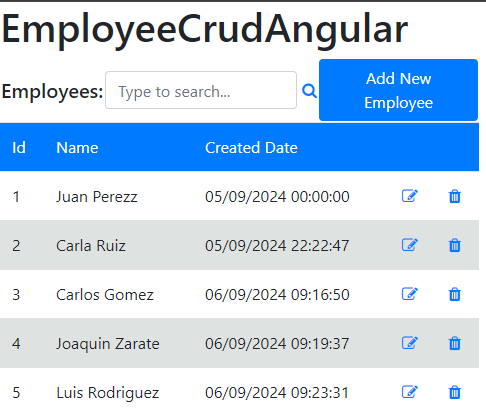 EmployeeCrudAngular
Employees: Type to search... Add New Employee
Id Name Created Date
1 Juan Perezz 05/09/2024 00:00:00
2 Carla Ruiz 05/09/2024 22:22:47
3 Carlos Gomez 06/09/2024 09:16:50
4 Joaquin Zarate 06/09/2024 09:19:37
5 Luis Rodriguez 06/09/2024 09:23:31